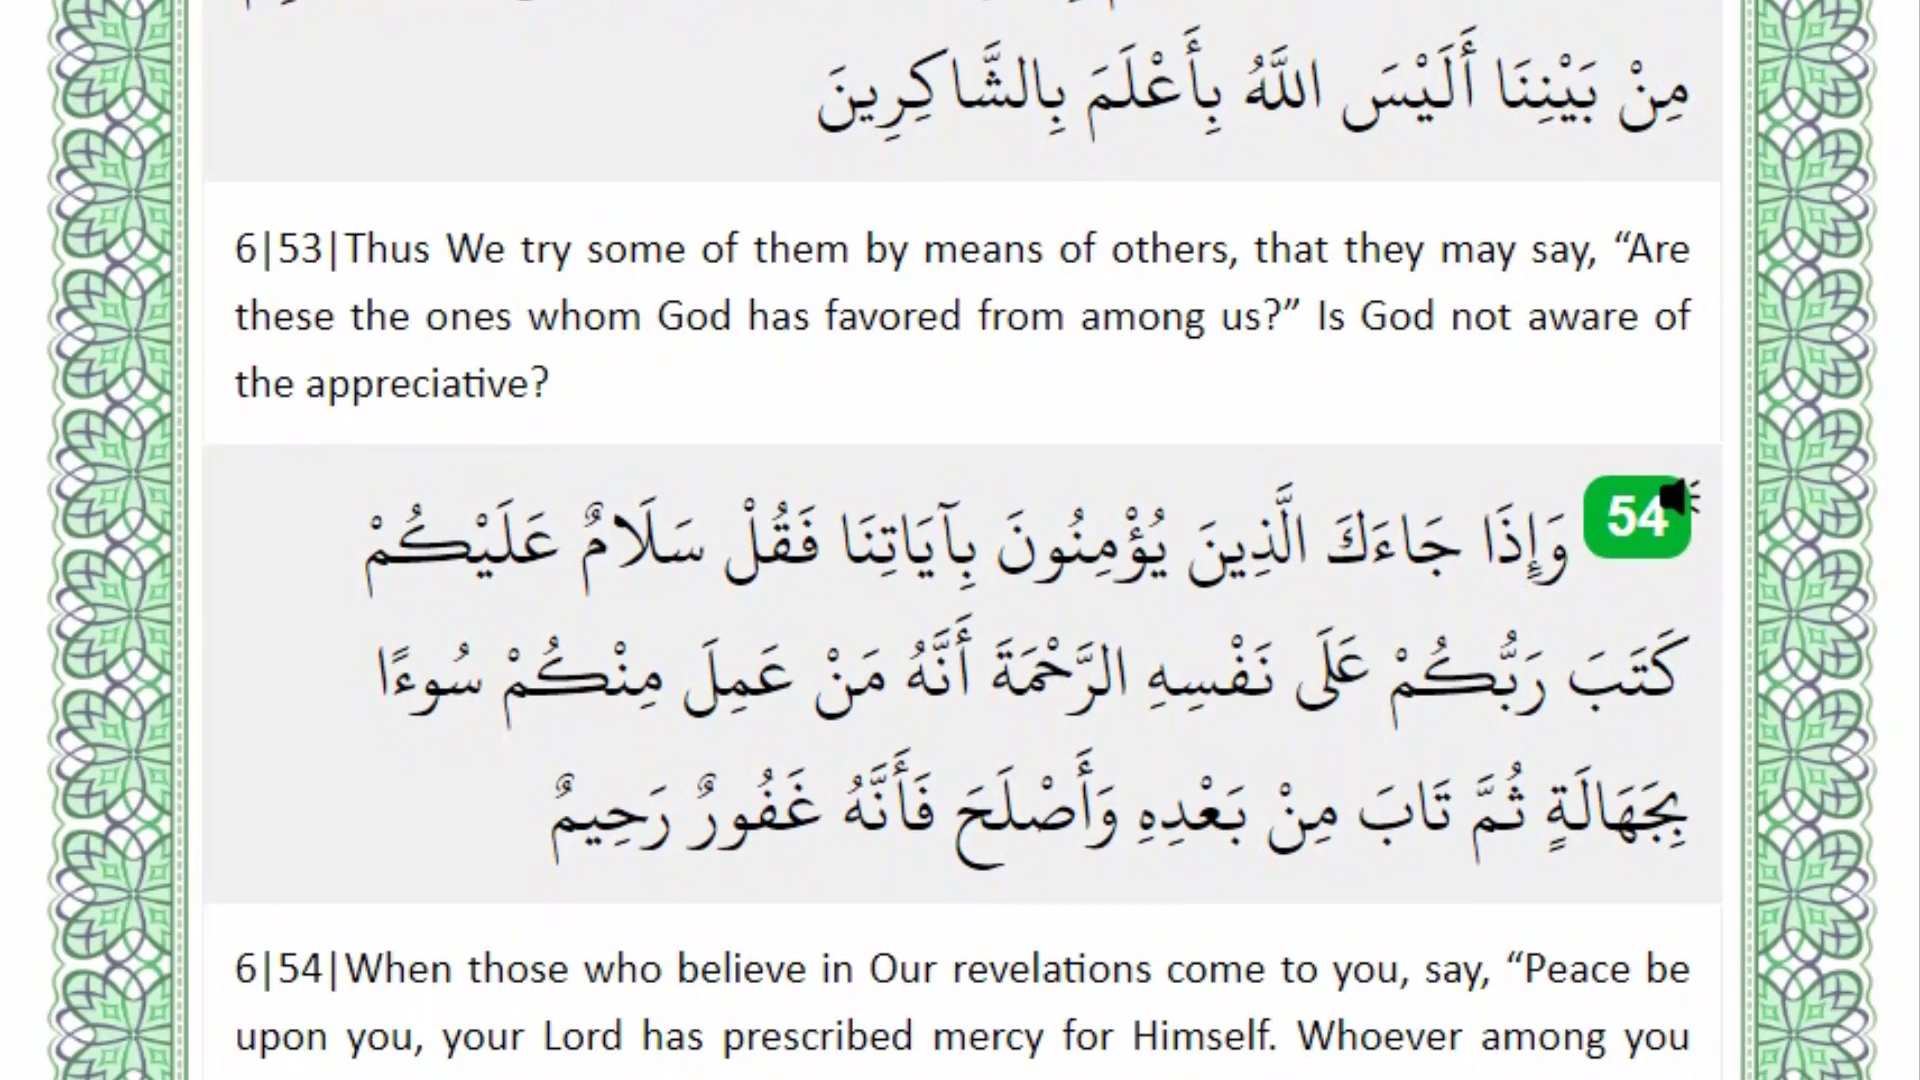 مِنْ بَيْنِنَا أَلَيْسَ اللَّهُ بِأَعْلَمَ بِالشَّاكِرِينَ
6|53|Thus We try some of them by means of others, that they may say, “Are
these the ones whom God has favored from among us?” Is God not aware of
the appreciative?
54 وَإِذَا جَاءَكَ الَّذِينَ يُؤْمِنُونَ بِآيَاتِنَا فَقُلْ سَلَامٌ عَلَيْكُمْ
كَتَبَ رَبُّكُمْ عَلَى نَفْسِهِ الرَّحْمَةَ أَنَّهُ مَنْ عَمِلَ مِنْكُمْ سُوءًا
بِجَهَالَةٍ ثُمَّ تَابَ مِنْ بَعْدِهِ وَأَصْلَحَ فَأَنَّهُ غَفُورٌ رَحِيمٌ
6|54|When those who believe in Our revelations come to you, say, “Peace be
upon you, your Lord has prescribed mercy for Himself. Whoever among you